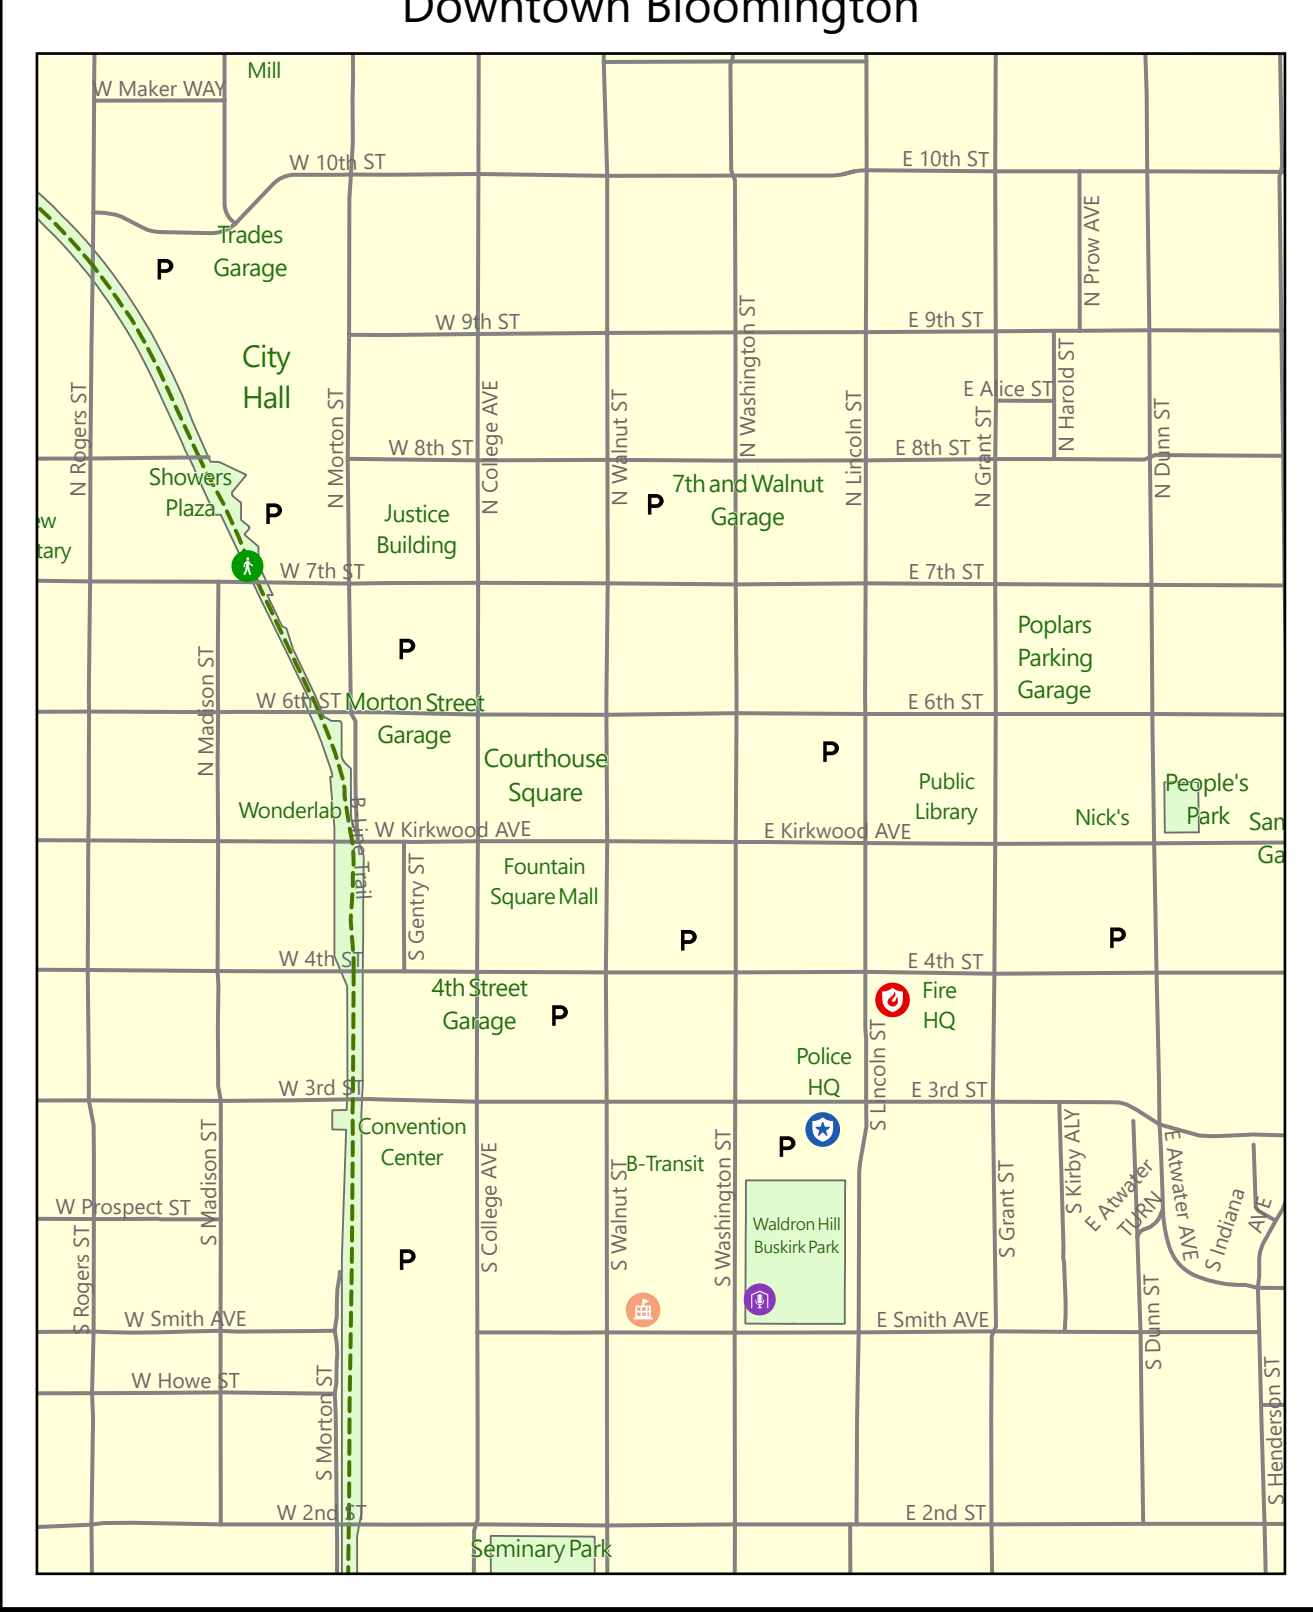 Downtown Bloomington
Mill
W Maker WAY
W 10th ST
E 10th ST
N Prow AVE
Trades
Garage
P
W 9th ST
E 9th ST
N Washington ST
City
Hall
N Harold ST
E Alice ST
N Rogers ST
N Morton ST
N College AVE
N Walnut ST
N Lincoln ST
N Grant ST
N Dunn ST
W 8th ST
E 8th ST
Showers
Plaza
P
Justice
Building
P
7th and Walnut
Garage
ew
tary
W 7th ST
E 7th ST
Poplars
Parking
Garage
P
N Madison ST
W 6th ST
Morton Street
Garage
E 6th ST
Courthouse
Square
P
Public
Library
Nick's
People's
Park
San
Ga
Wonderlab
B-Line Trail
W Kirkwood AVE
E Kirkwood AVE
S Gentry ST
Fountain
Square Mall
P
P
W 4th ST
E 4th ST
4th Street
Garage
P
Fire
HQ
Police
HQ
S Lincoln ST
W 3rd ST
E 3rd ST
Convention
Center
P
B-Transit
S Madison ST
S College AVE
S Walnut ST
S Washington ST
S Grant ST
S Kirby ALY
E Atwater
TURN
E Atwater AVE
S Indiana
AVE
W Prospect ST
Waldron Hill
Buskirk Park
P
S Rogers ST
W Smith AVE
E Smith AVE
S Dunn ST
W Howe ST
S Morton ST
S Henderson ST
W 2nd ST
E 2nd ST
Seminary Park